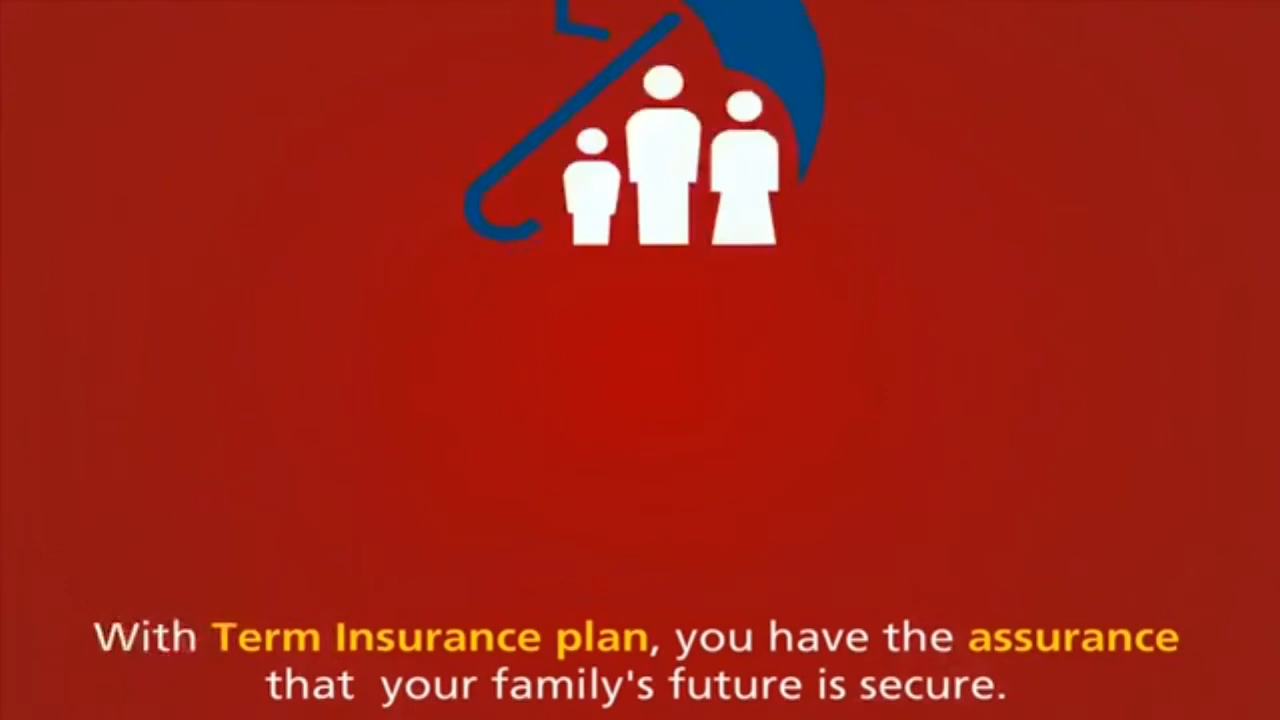 With Term Insurance plan, you have the assurance
that your family's future is secure.